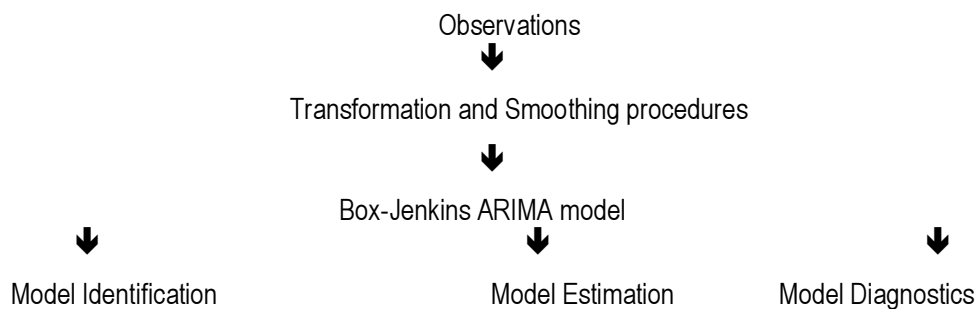 Observations
Transformation and Smoothing procedures
Box-Jenkins ARIMA model
Model Identification Model Estimation Model Diagnostics